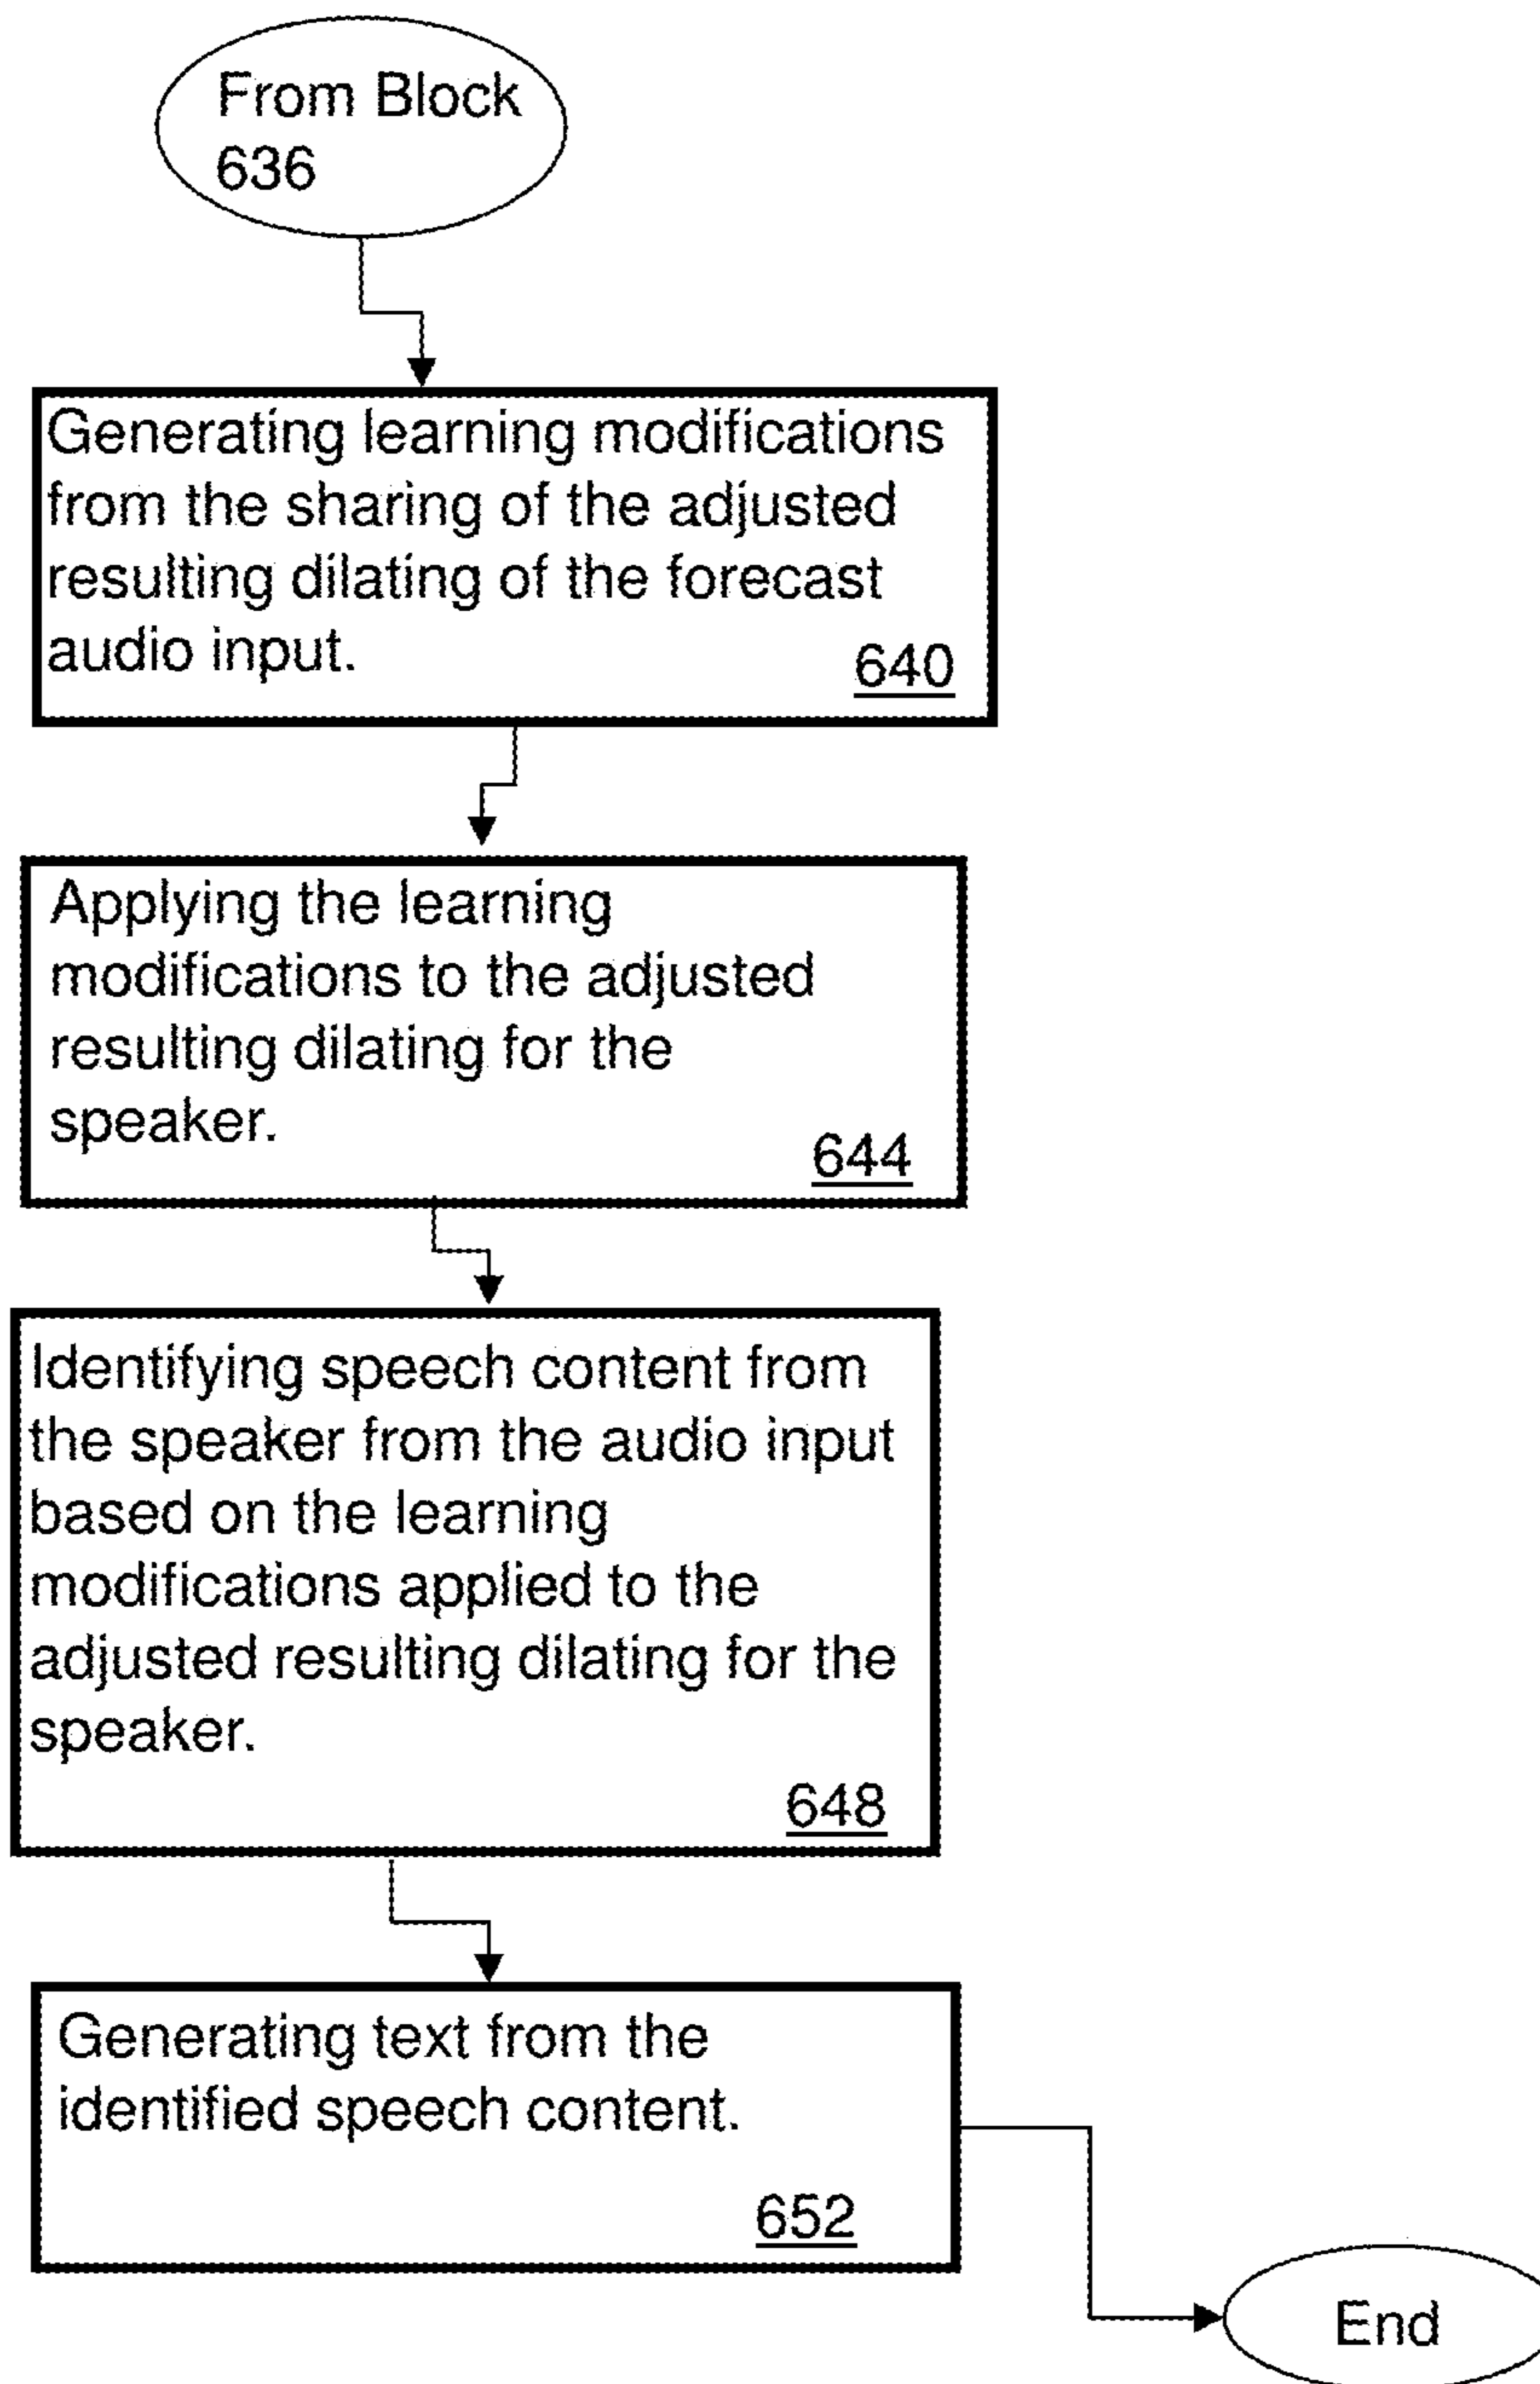 From Block
636
Generating learning modifications
from the sharing of the adjusted
resulting dilating of the forecast
audio input.
640
Applying the learning
modifications to the adjusted
resulting dilating for the
speaker.
644
Identifying speech content from
the speaker from the audio input
based on the learning
modifications applied to the
adjusted resulting dilating for the
speaker.
648
Generating text from the
identified speech content.
652
End